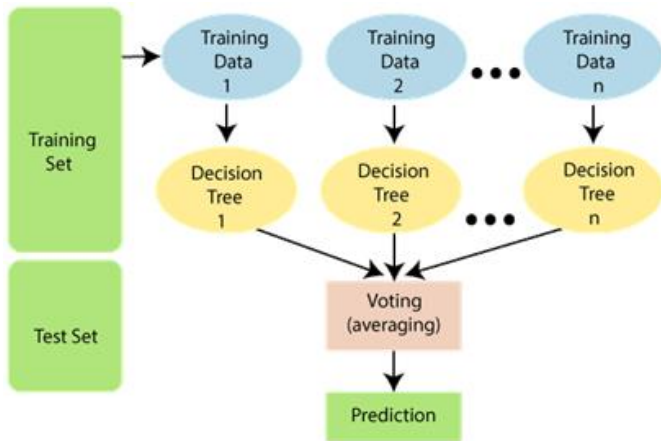 Training
Set
Test Set
Training
Data
1
Training
Data
2
Training
Data
n
Decision
Tree
1
Decision
Tree
2
Decision
Tree
n
Voting
(averaging)
Prediction